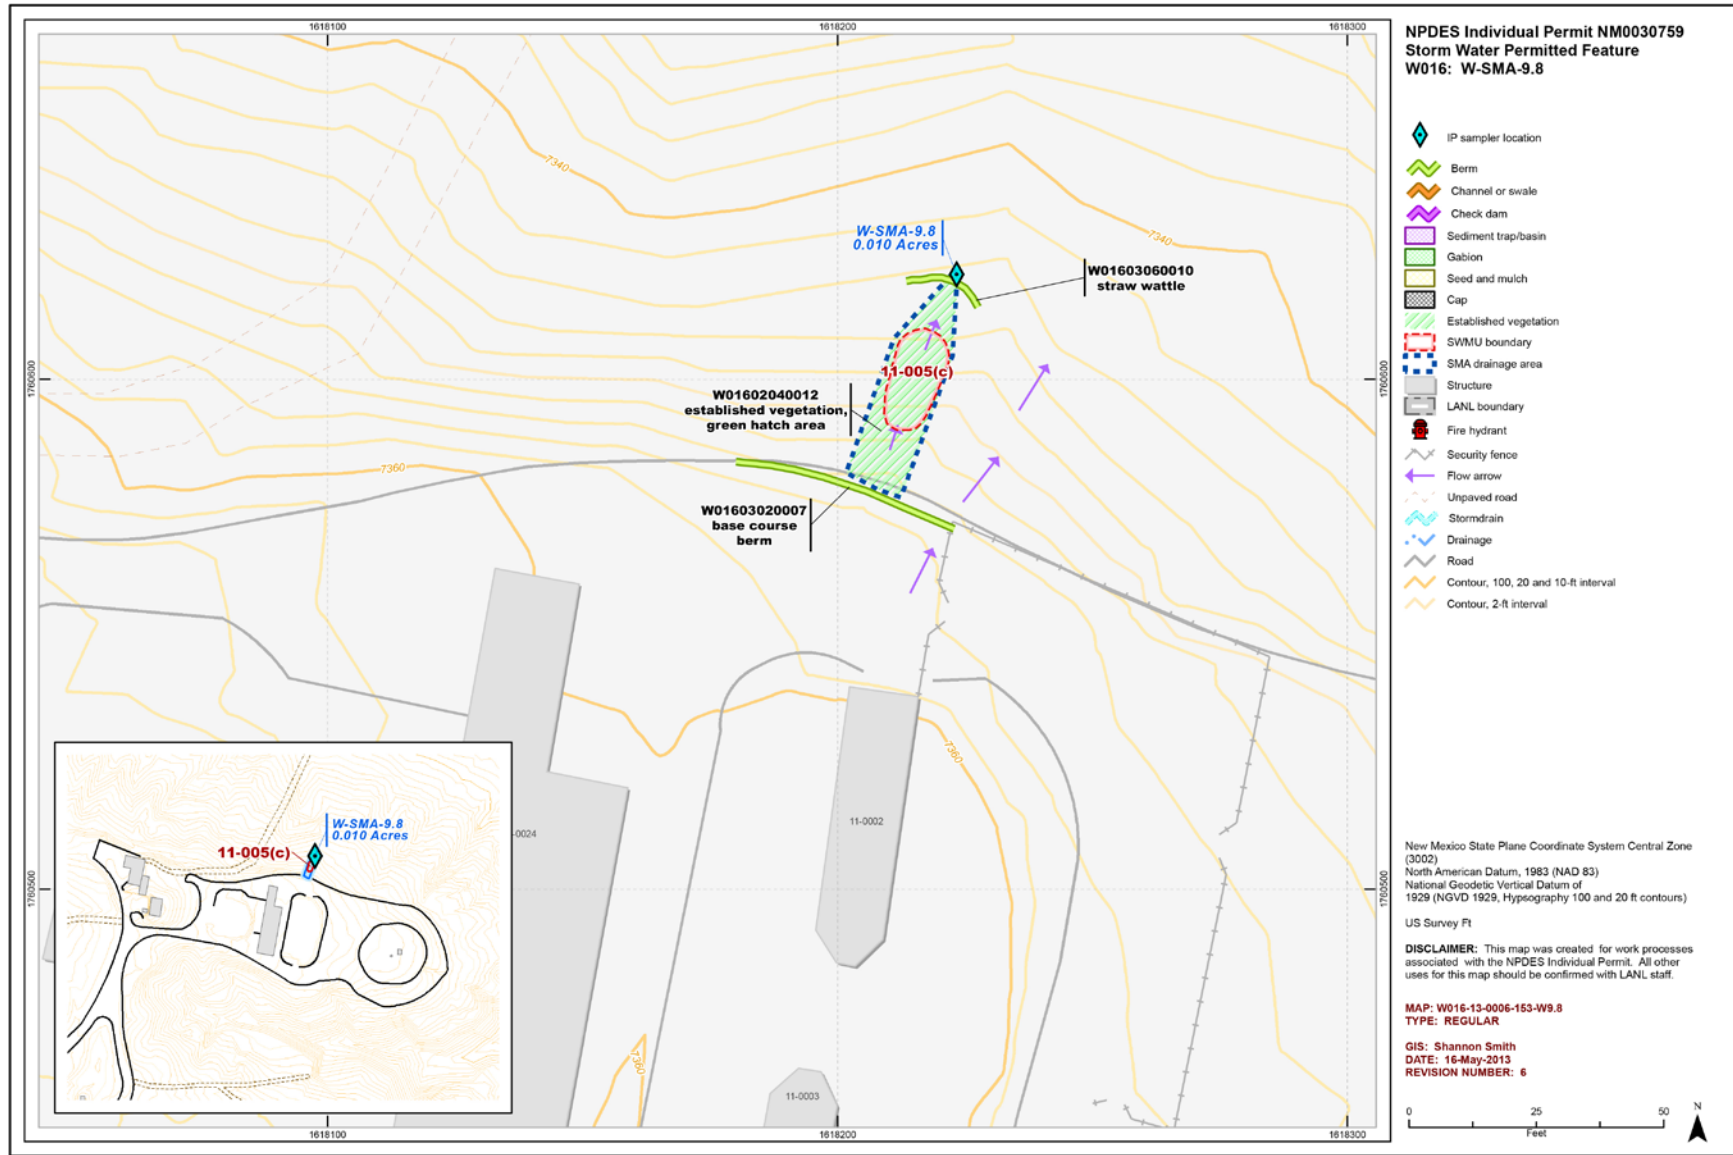 NPDES Individual Permit NM0030759
Storm Water Permitted Feature
W016: W-SMA-9.8
IP sampler location
Berm
Channel or swale
Check dam
Sediment trap/basin
Gabion
Seed and mulch
Cap
Established vegetation
SWMU boundary
SMA drainage area
Structure
LANL boundary
Fire hydrant
Security fence
Flow arrow
Unpaved road
Stormdrain
Drainage
Road
Contour, 100, 20 and 10-ft interval
Contour, 2-ft interval
New Mexico State Plane Coordinate System Central Zone
(3002)
North American Datum, 1983 (NAD 83)
National Geodetic Vertical Datum of
1929 (NGVD 1929, Hypsography 100 and 20 ft contours)
US Survey Ft
DISCLAIMER: This map was created for work processes
associated with the NPDES Individual Permit. All other
uses for this map should be confirmed with LANL staff.
MAP: W016-13-0006-153-W9.8
TYPE: REGULAR
GIS: Shannon Smith
DATE: 16-May-2013
REVISION NUMBER: 6
0 25 50
Feet
N
1618100 1618200 1618300
7340
7340
W-SMA-9.8
0.010 Acres
W01603060010
straw wattle
1760600
1760600
11-005(c)
W01602040012
established vegetation,
green hatch area
7360
W01603020007
base course
berm
7360
-0024
11-0002
1760500
1760500
7360
11-0003
W-SMA-9.8
0.010 Acres
11-005(c)
1618100 1618200 1618300